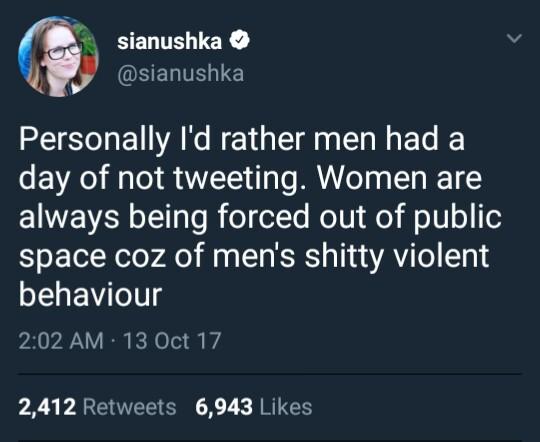 sianushka
@sianushka
Personally I'd rather men had a
day of not tweeting. Women are
always being forced out of public
space coz of men's shitty violent
behaviour
2:02 AM · 13 Oct 17
2,412 Retweets 6,943 Likes